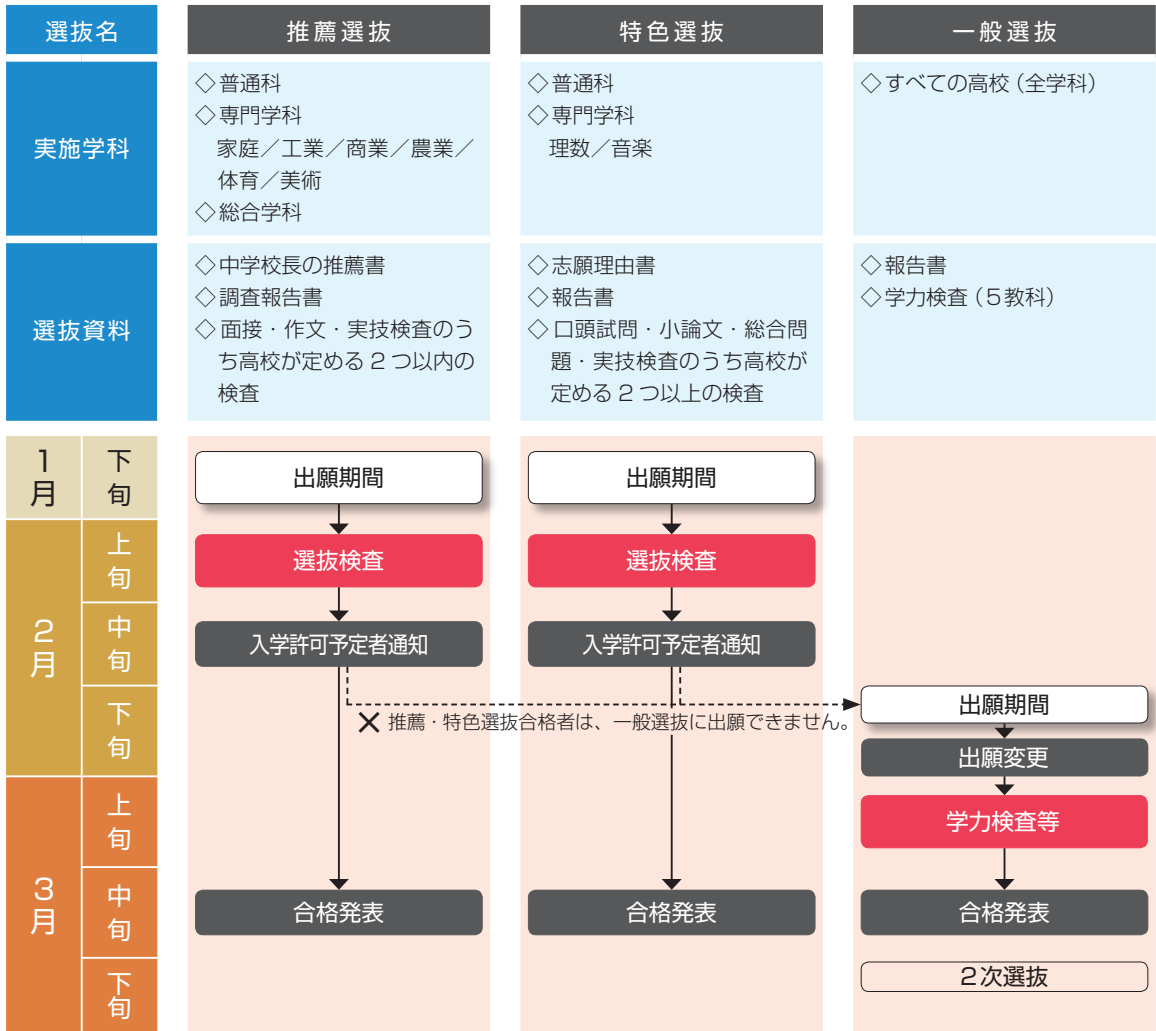 選抜名
推薦選抜
特色選抜
一般選抜
実施学科
◇普通科
◇専門学科
家庭／工業／商業／農業／
体育／美術
◇総合学科
◇普通科
◇専門学科
理数／音楽
◇すべての高校（全学科）
選抜資料
◇中学校長の推薦書
◇調査報告書
◇面接・作文・実技検査のう
ち高校が定める２つ以内の
検査
◇志願理由書
◇報告書
◇口頭試問・小論文・総合問
題・実技検査のうち高校が
定める２つ以上の検査
◇報告書
◇学力検査（５教科）
1月
下旬
出願期間
出願期間
2月
上旬
選抜検査
選抜検査
中旬
入学許可予定者通知
入学許可予定者通知
下旬
✕ 推薦・特色選抜合格者は、一般選抜に出願できません。
出願期間
出願変更
3月
上旬
学力検査等
中旬
合格発表
合格発表
合格発表
下旬
２次選抜